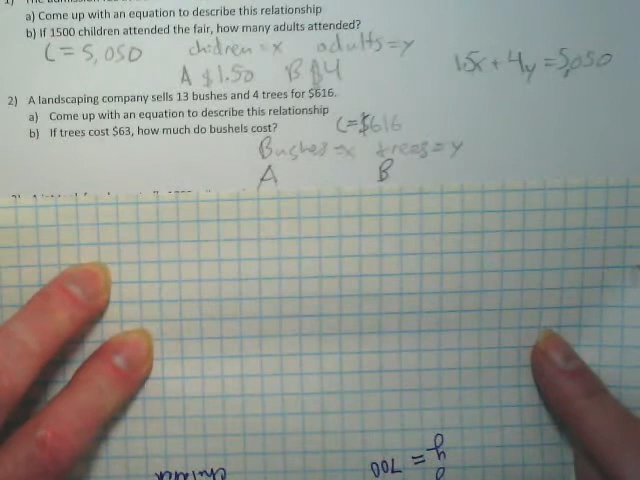 a) Come up with an equation to describe this relationship
b) If 1500 children attended the fair, how many adults attended?
C = 5,050 children = x adults = y
A $1.50 B $4 1.5x + 4y = 5,050
2) A landscaping company sells 13 bushes and 4 trees for $616.
a) Come up with an equation to describe this relationship
b) If trees cost $63, how much do bushels cost?
C=$616
Bushes = x trees = y
A B
y = 700